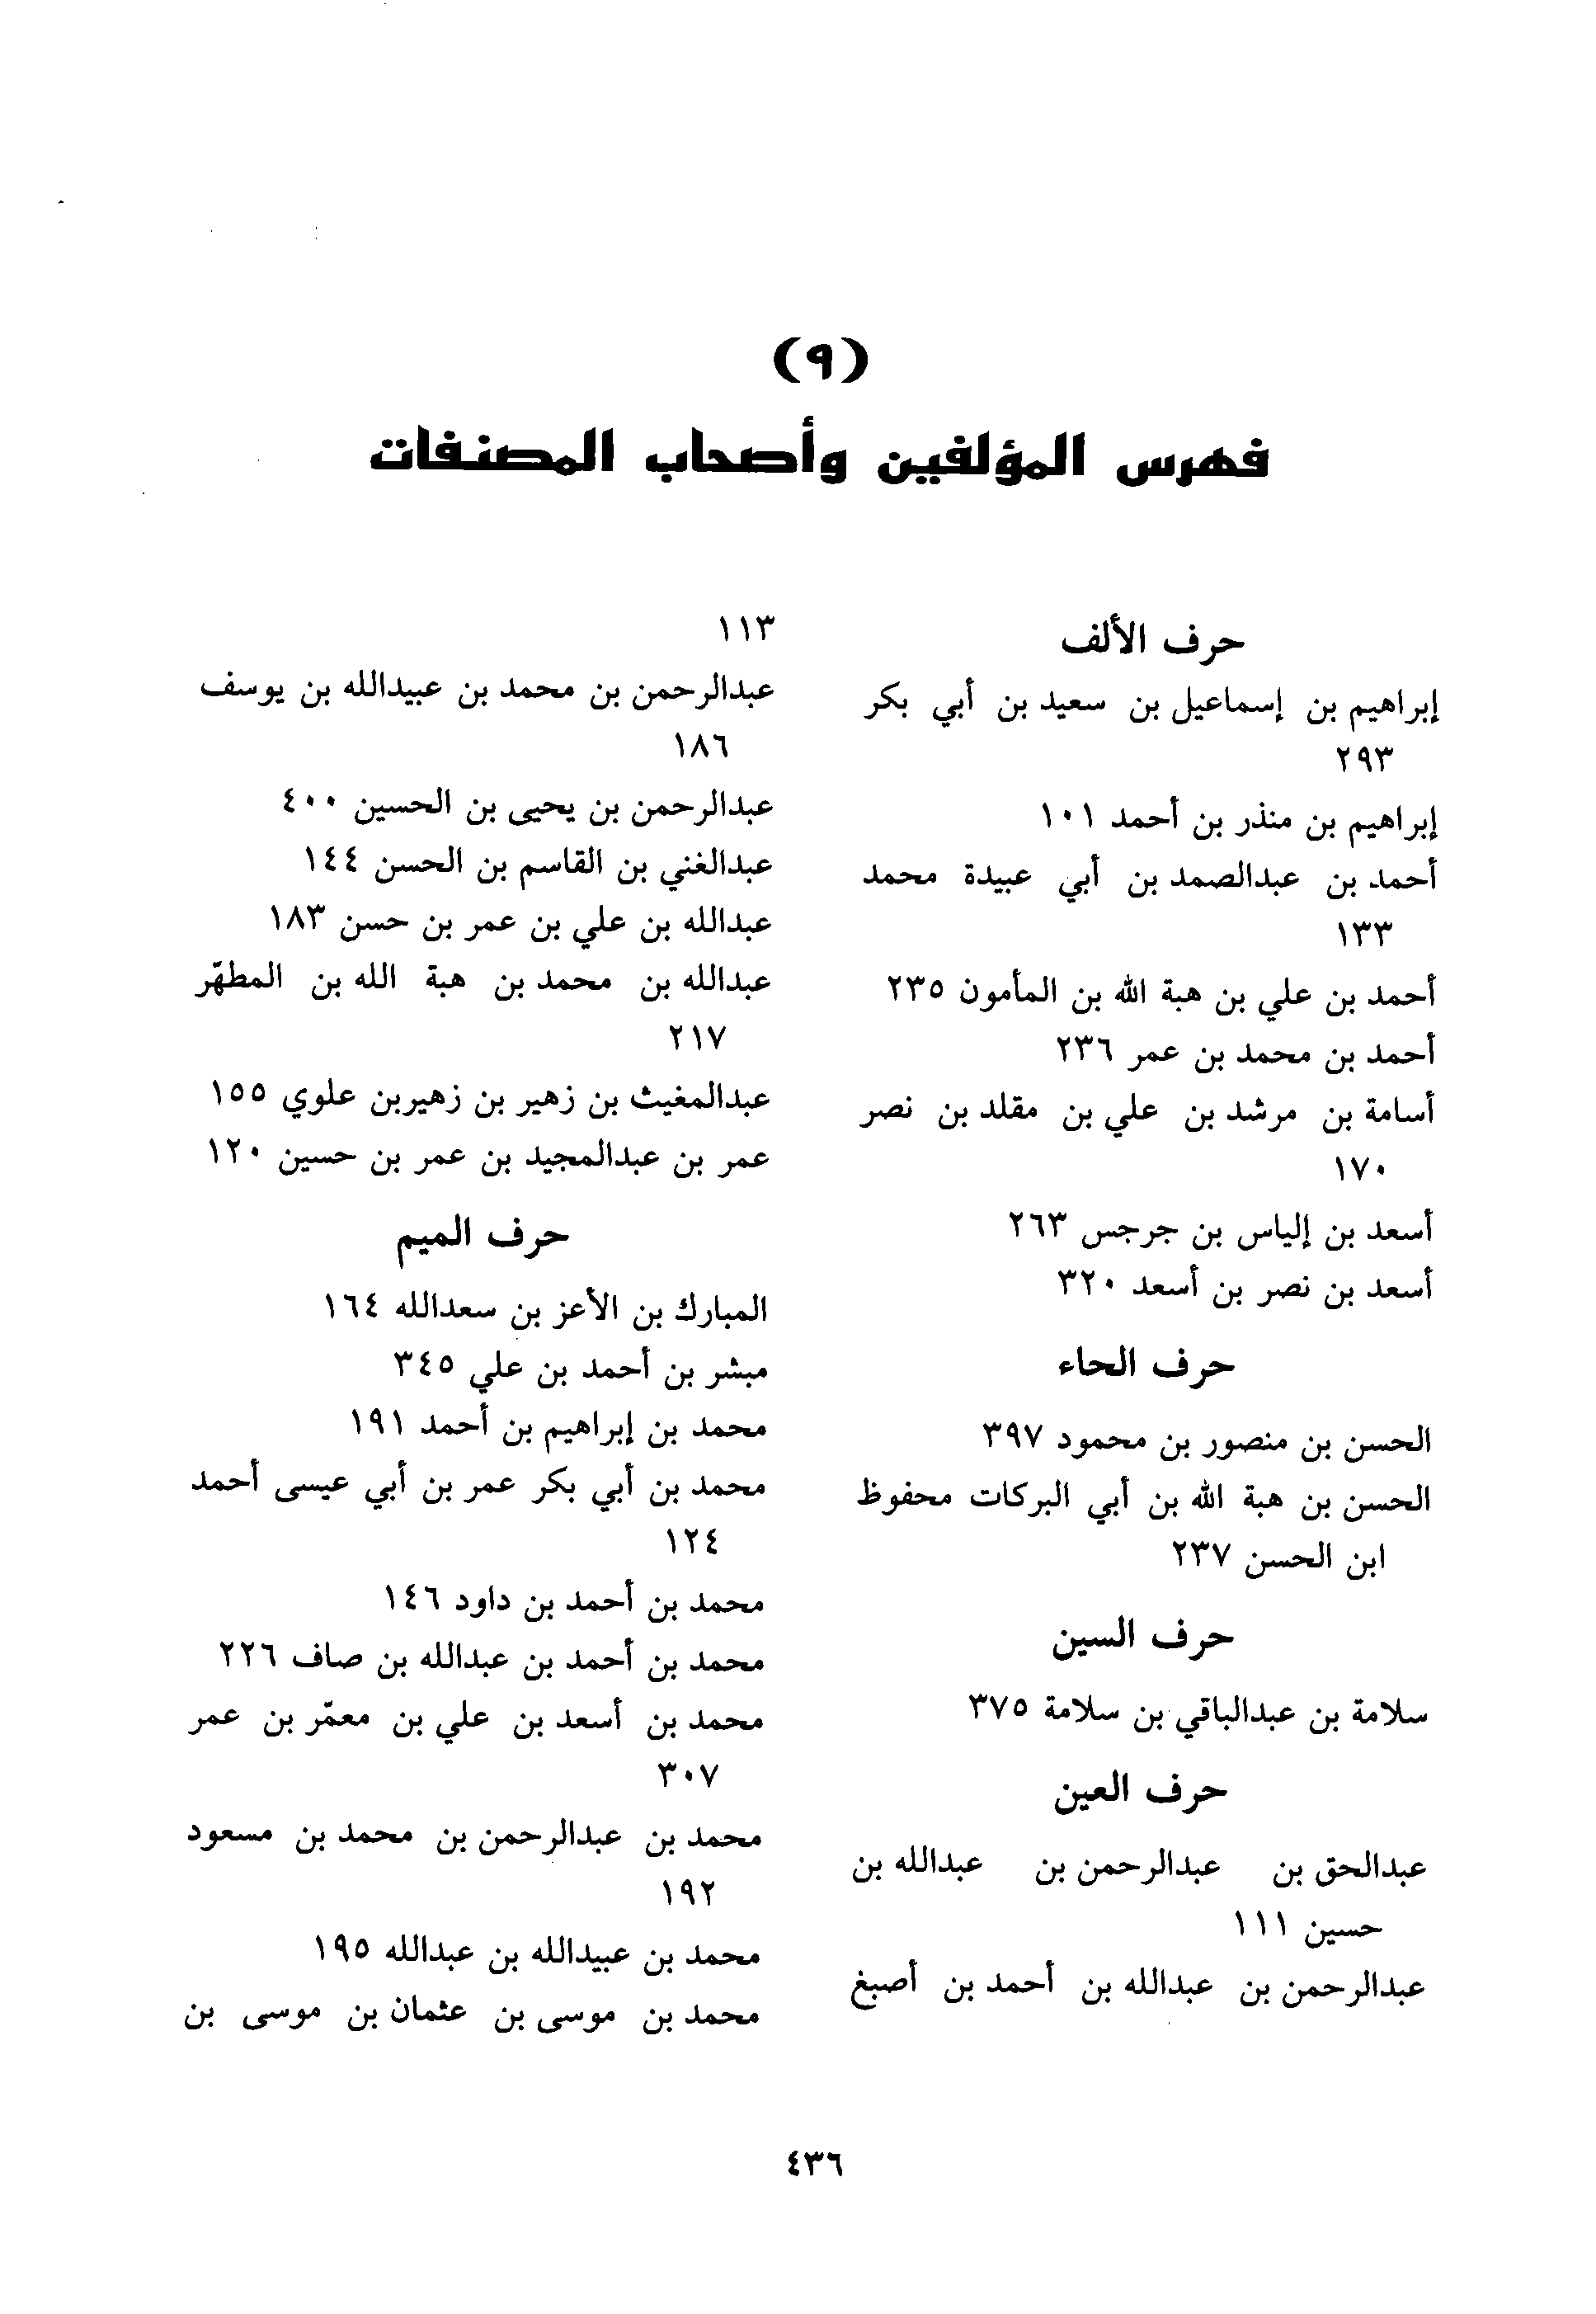 (٩)
فهرس المؤلفين وأصحاب المصنفات
حرف الألف
إبراهيم بن إسماعيل بن سعيد بن أبي بكر
٢٩٣
إبراهيم بن منذر بن أحمد ١٠١
أحمد بن عبدالصمد بن أبي عبيدة محمد
١٣٣
أحمد بن علي بن هبة الله بن المأمون ٢٣٥
أحمد بن محمد بن عمر ٢٣٦
أسامة بن مرشد بن علي بن مقلد بن نصر
١٧٠
أسعد بن إلياس بن جرجس ٢٦٣
أسعد بن نصر بن أسعد ٣٢٠
حرف الحاء
الحسن بن منصور بن محمود ٣٩٧
الحسن بن هبة الله بن أبي البركات محفوظ
ابن الحسن ٢٣٧
حرف السين
سلامة بن عبدالباقي بن سلامة ٣٧٥
حرف العين
عبدالحق بن عبدالرحمن بن عبدالله بن
حسين ١١١
عبدالرحمن بن عبدالله بن أحمد بن أصبغ
١١٣
عبدالرحمن بن محمد بن عبيدالله بن يوسف
١٨٦
عبدالرحمن بن يحيى بن الحسين ٤٠٠
عبدالغني بن القاسم بن الحسن ١٤٤
عبدالله بن علي بن عمر بن حسن ١٨٣
عبدالله بن محمد بن هبة الله بن المطهّر
٢١٧
عبدالمغيث بن زهير بن زهيربن علوي ١٥٥
عمر بن عبدالمجيد بن عمر بن حسين ١٢٠
حرف الميم
المبارك بن الأعز بن سعدالله ١٦٤
مبشر بن أحمد بن علي ٣٤٥
محمد بن إبراهيم بن أحمد ١٩١
محمد بن أبي بكر عمر بن أبي عيسى أحمد
١٢٤
محمد بن أحمد بن داود ١٤٦
محمد بن أحمد بن عبدالله بن صاف ٢٢٦
محمد بن أسعد بن علي بن معمّر بن عمر
٣٠٧
محمد بن عبدالرحمن بن محمد بن مسعود
١٩٢
محمد بن عبيدالله بن عبدالله ١٩٥
محمد بن موسى بن عثمان بن موسى بن
٤٣٦